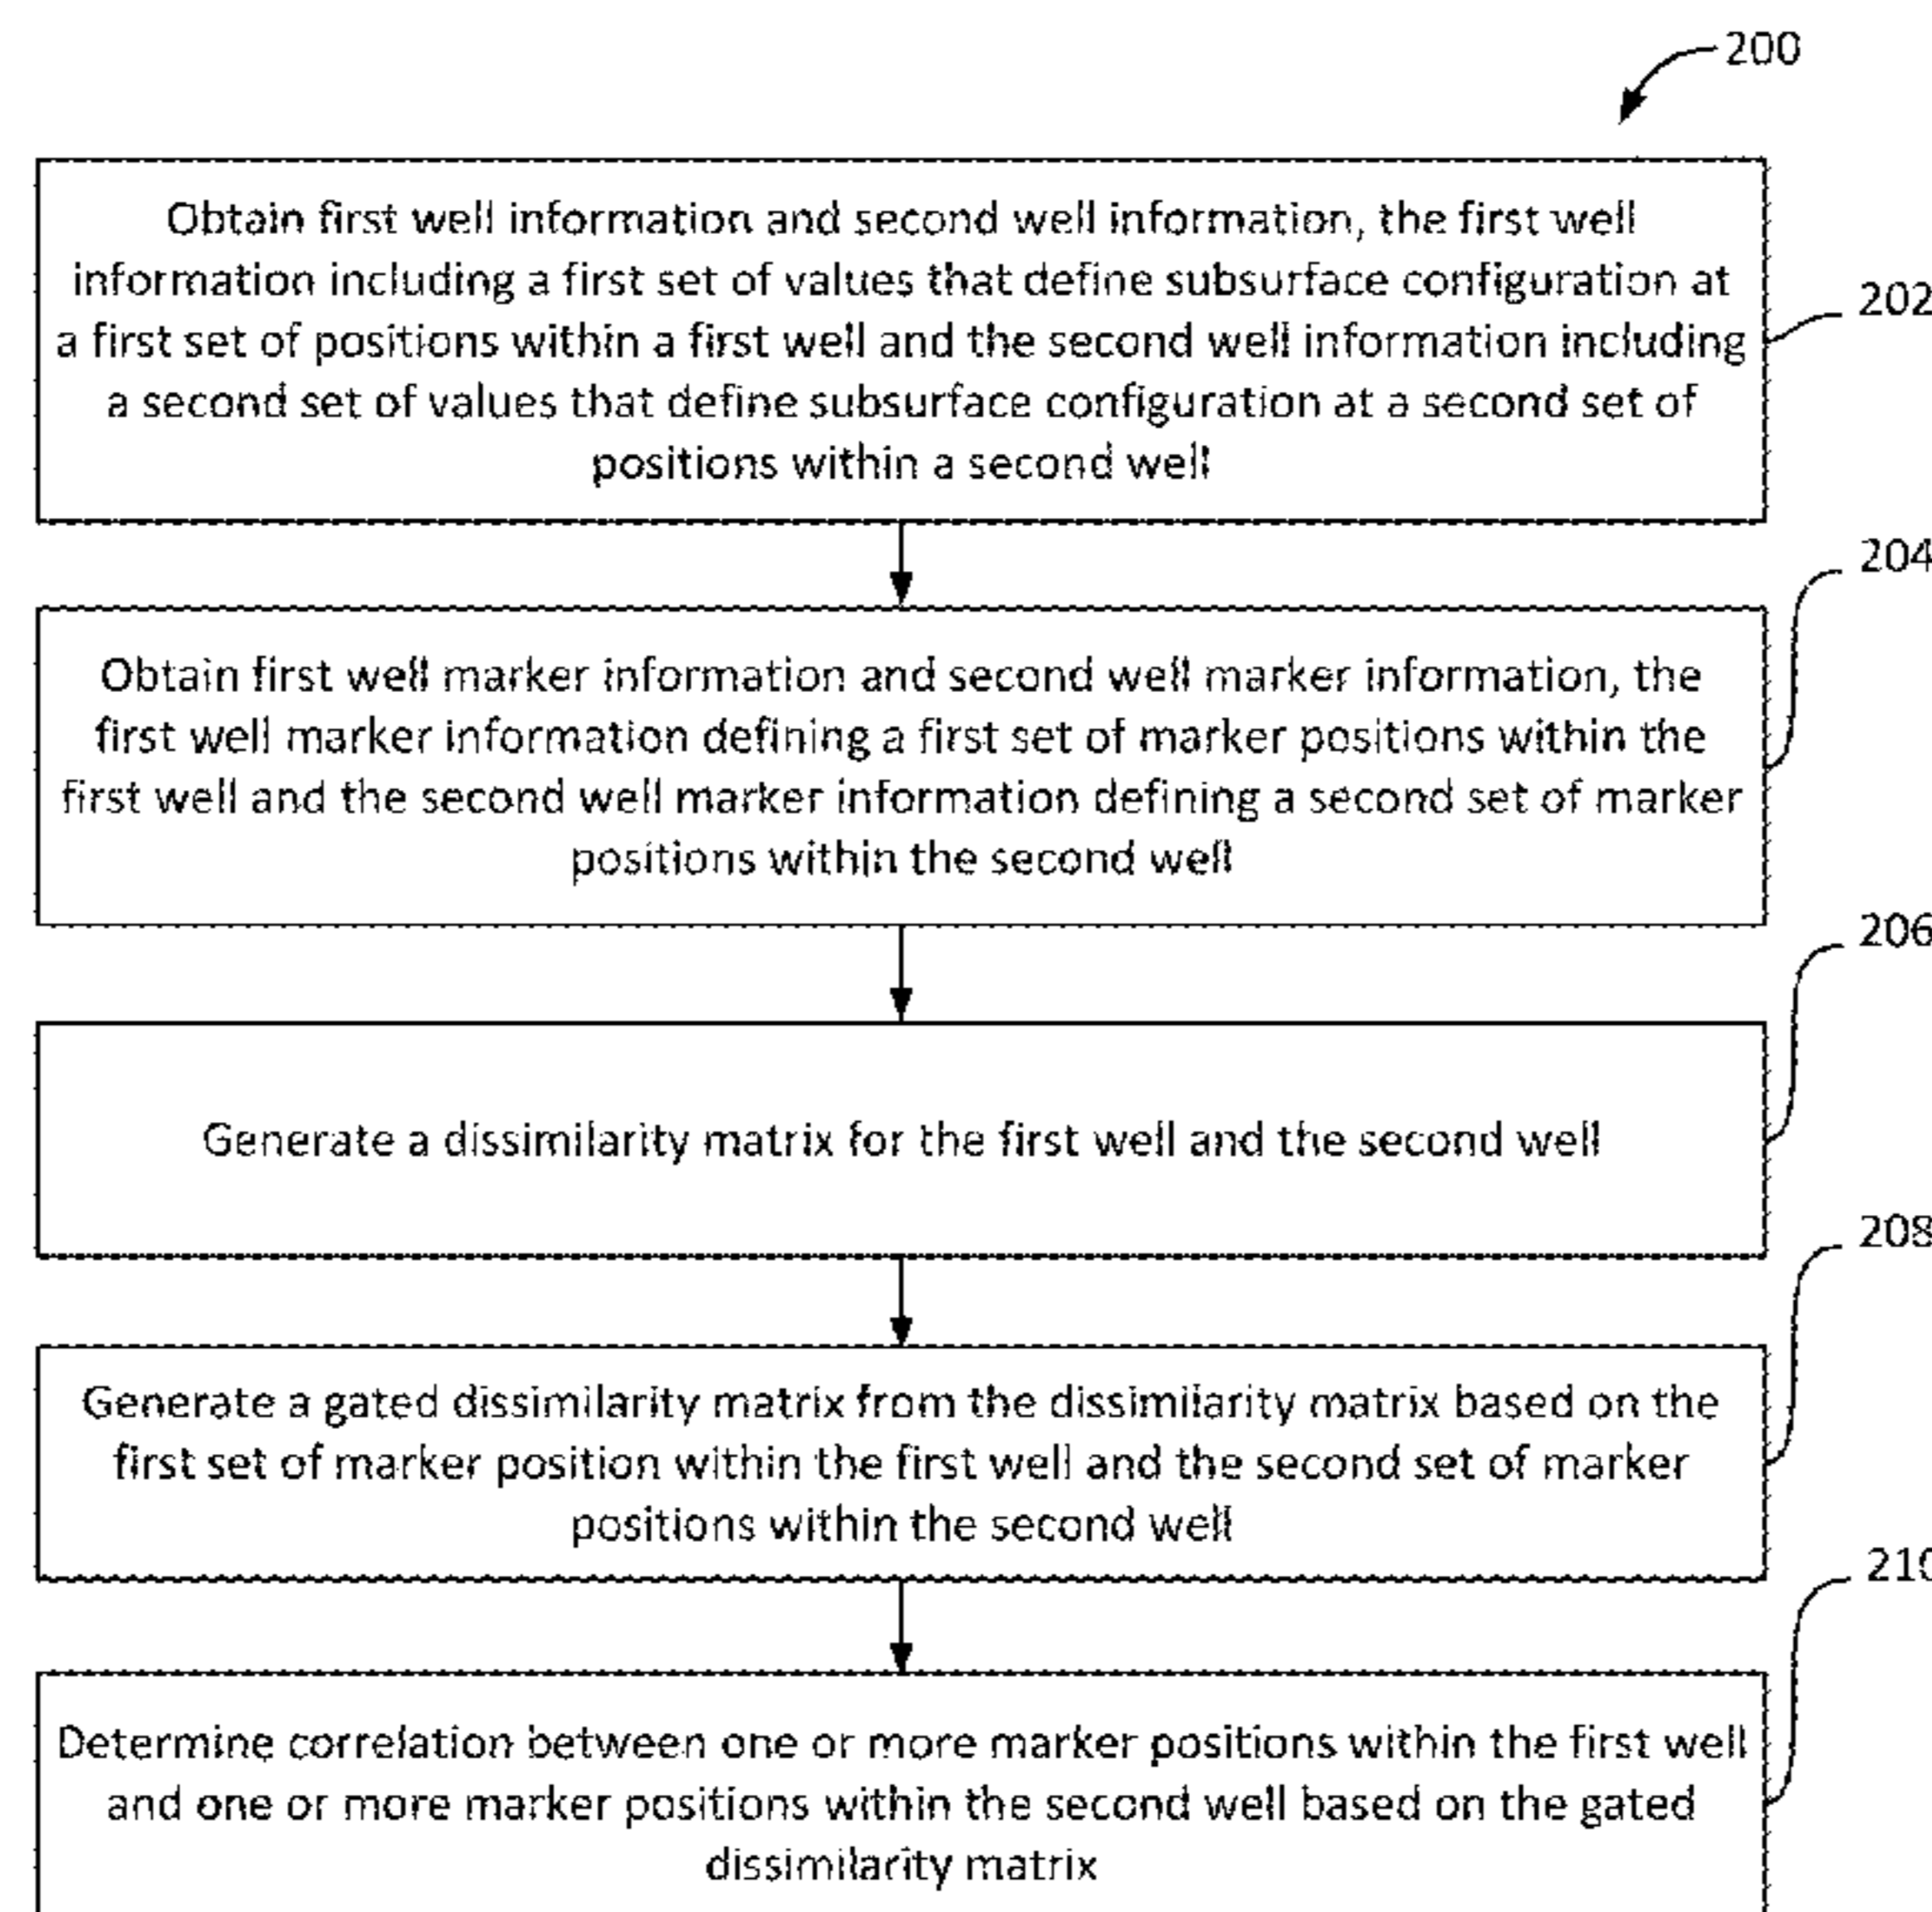 200
Obtain first well information and second well information, the first well
information including a first set of values that define subsurface configuration at
a first set of positions within a first well and the second well information including
a second set of values that define subsurface configuration at a second set of
positions within a second well
202
204
Obtain first well marker information and second well marker information, the
first well marker information defining a first set of marker positions within the
first well and the second well marker information defining a second set of marker
positions within the second well
206
Generate a dissimilarity matrix for the first well and the second well
208
Generate a gated dissimilarity matrix from the dissimilarity matrix based on the
first set of marker position within the first well and the second set of marker
positions within the second well
210
Determine correlation between one or more marker positions within the first well
and one or more marker positions within the second well based on the gated
dissimilarity matrix